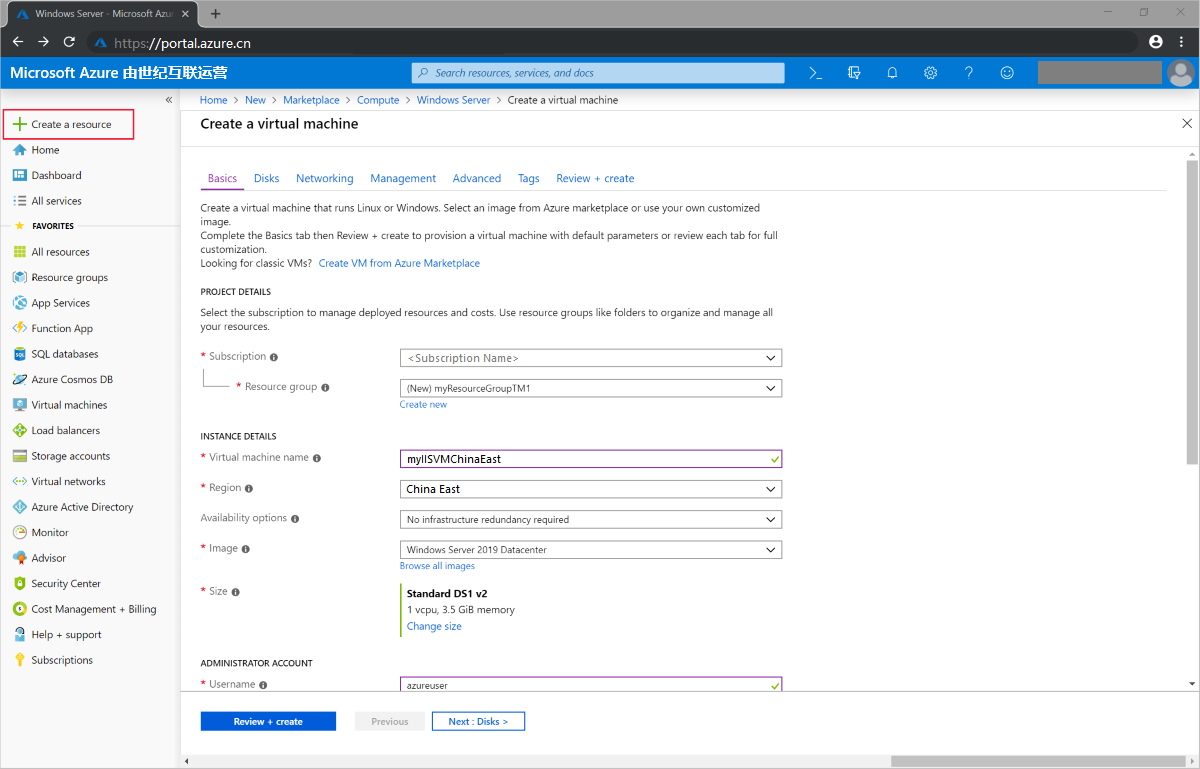 Windows Server - Microsoft Azur
https://portal.azure.cn
Microsoft Azure 由世纪互联运营
Search resources, services, and docs
Create a resource
Home
Dashboard
All services
FAVORITES
All resources
Resource groups
App Services
Function App
SQL databases
Azure Cosmos DB
Virtual machines
Load balancers
Storage accounts
Virtual networks
Azure Active Directory
Monitor
Advisor
Security Center
Cost Management + Billing
Help + support
Subscriptions
Home > New > Marketplace > Compute > Windows Server > Create a virtual machine
Create a virtual machine
Basics Disks Networking Management Advanced Tags Review + create
Create a virtual machine that runs Linux or Windows. Select an image from Azure marketplace or use your own customized
image.
Complete the Basics tab then Review + create to provision a virtual machine with default parameters or review each tab for full
customization.
Looking for classic VMs? Create VM from Azure Marketplace
PROJECT DETAILS
Select the subscription to manage deployed resources and costs. Use resource groups like folders to organize and manage all
your resources.
* Subscription
<Subscription Name>
* Resource group
(New) myResourceGroupTM1
Create new
INSTANCE DETAILS
* Virtual machine name
myIISVMChinaEast
* Region
China East
Availability options
No infrastructure redundancy required
* Image
Windows Server 2019 Datacenter
Browse all images
* Size
Standard DS1 v2
1 vcpu, 3.5 GiB memory
Change size
ADMINISTRATOR ACCOUNT
* Username
azureuser
Review + create
Previous
Next : Disks >